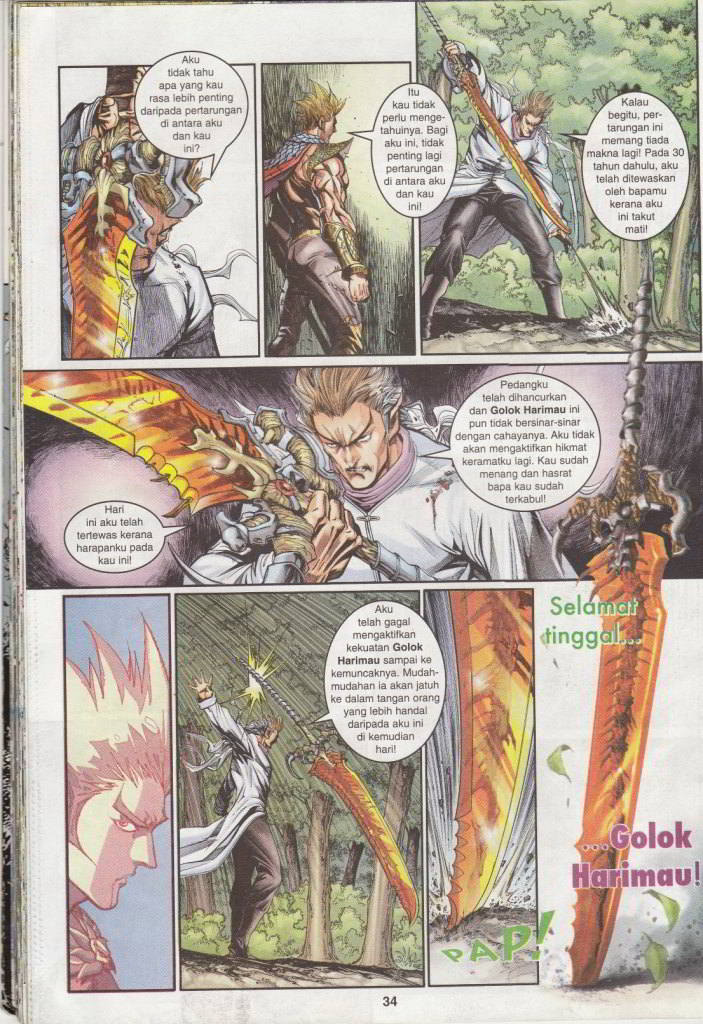 Aku
tidak tahu
apa yang kau
rasa lebih penting
daripada pertarungan
di antara aku
dan kau
ini?
Itu
kau tidak
perlu menge-
tahuinya. Bagi
aku ini, tidak
penting lagi
pertarungan
di antara aku
dan kau
ini!
Kalau
begitu, per-
tarungan ini
memang tiada
makna lagi! Pada 30
tahun dahulu, aku
telah ditewaskan
oleh bapamu
kerana aku
ini takut
mati!
Pedangku
telah dihancurkan
dan Golok Harimau ini
pun tidak bersinar-sinar
dengan cahayanya. Aku tidak
akan mengaktifkan hikmat
keramatku lagi. Kau sudah
menang dan hasrat
bapa kau sudah
terkabul!
Hari
ini aku telah
tertewas kerana
harapanku pada
kau ini!
Aku
telah gagal
mengaktifkan
kekuatan Golok
Harimau sampai ke
kemuncaknya. Mudah-
mudahan ia akan jatuh
ke dalam tangan orang
yang lebih handal
daripada aku ini
di kemudian
hari!
Selamat
tinggal...
...Golok
Harimau!
PAP!
34